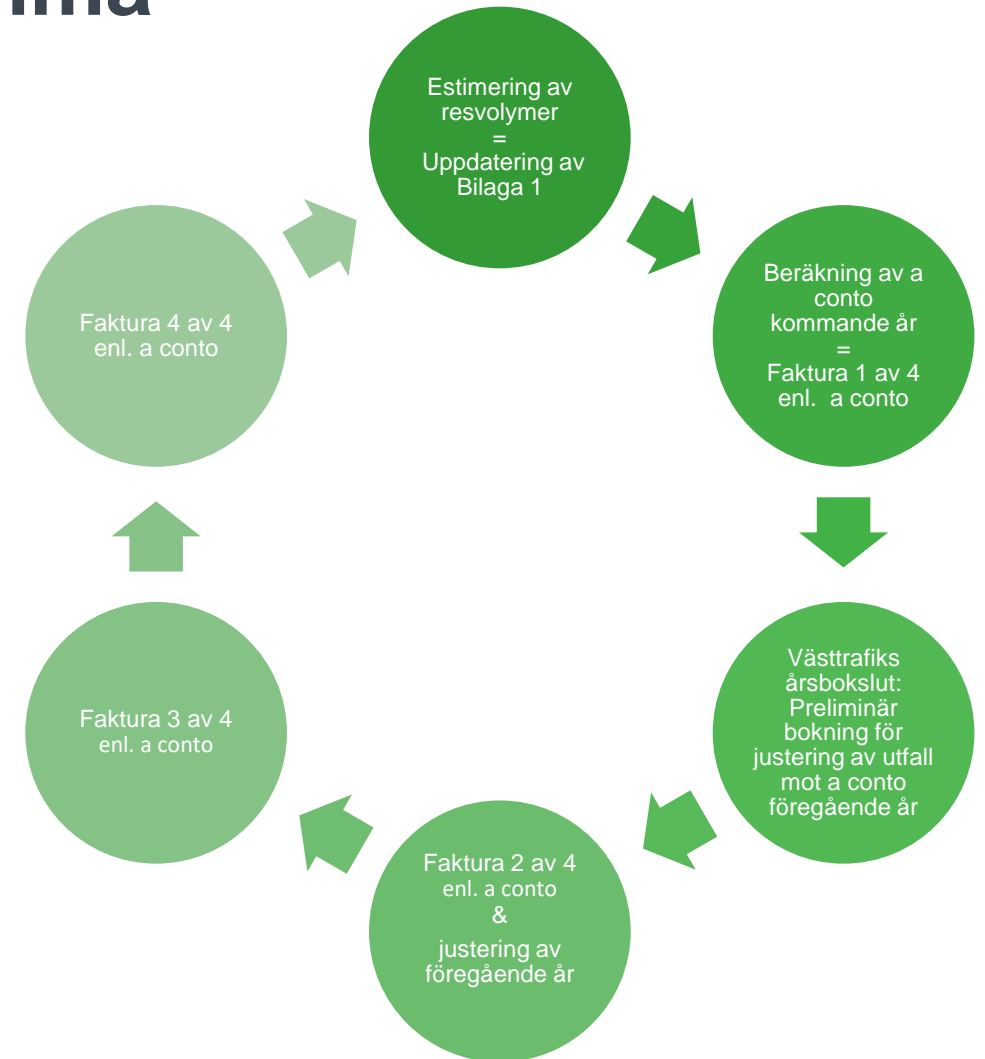 Estimering av
resvolymer
=
Uppdatering av
Bilaga 1
Beräkning av a
conto
kommande år
=
Faktura 1 av 4
enl. a conto
Västtrafiks
årsbokslut:
Preliminär
bokning för
justering av utfall
mot a conto
föregående år
Faktura 2 av 4
enl. a conto
&
justering av
föregående år
Faktura 3 av 4
enl. a conto
Faktura 4 av 4
enl. a conto